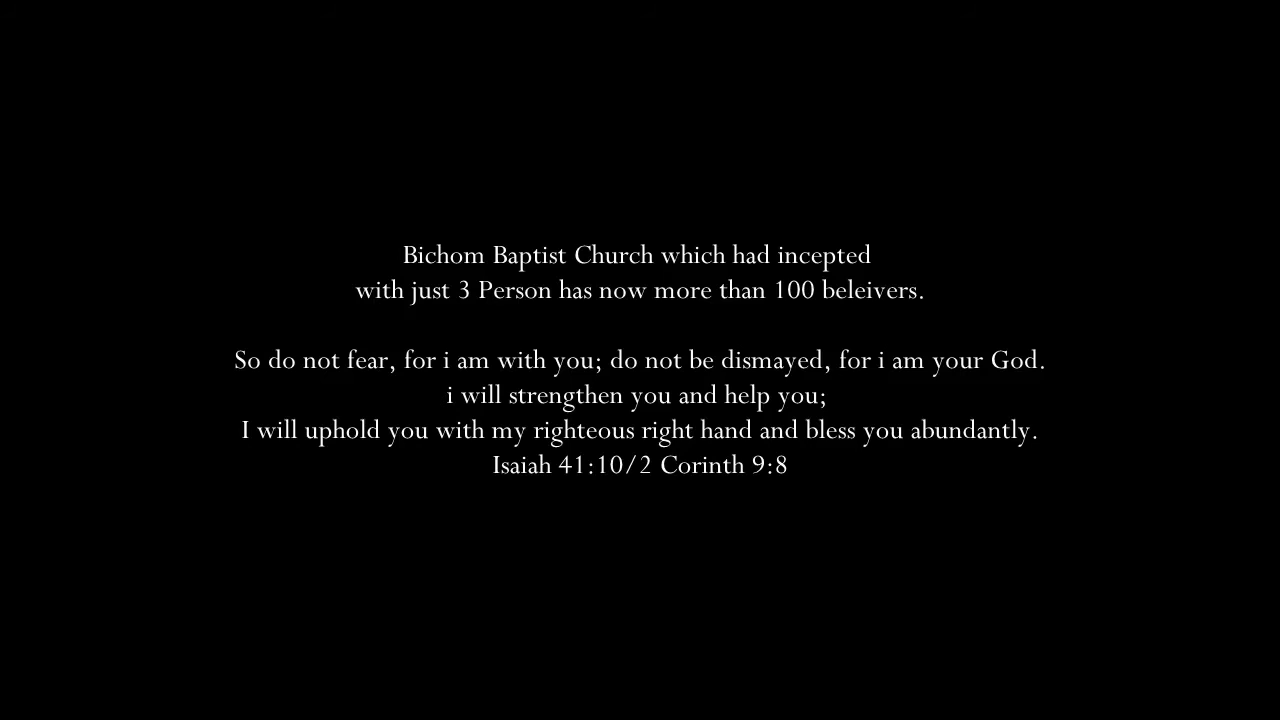 Bichom Baptist Church which had incepted
with just 3 Person has now more than 100 beleivers.
So do not fear, for i am with you; do not be dismayed, for i am your God.
i will strengthen you and help you;
I will uphold you with my righteous right hand and bless you abundantly.
Isaiah 41:10/2 Corinth 9:8